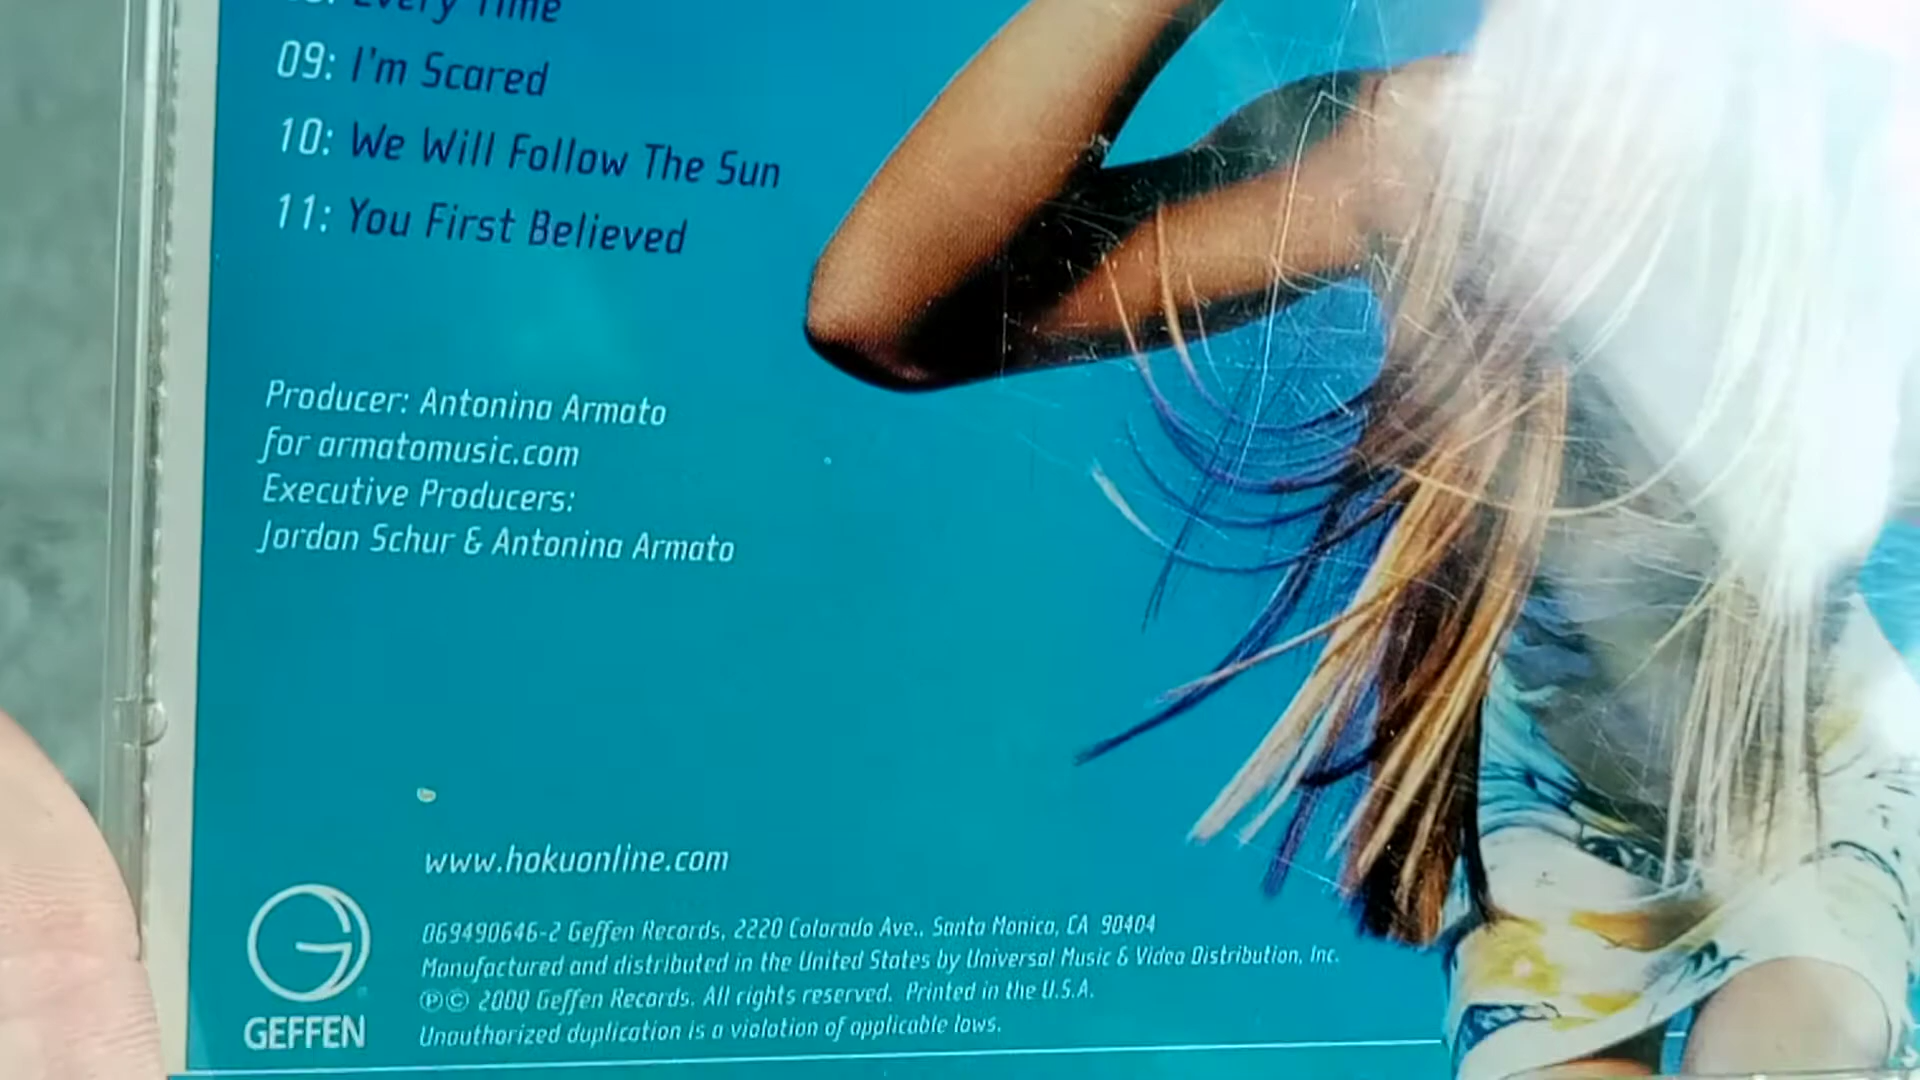 Every Time
09: I'm Scared
10: We Will Follow The Sun
11: You First Believed
Producer: Antonina Armato
for armatomusic.com
Executive Producers:
Jordan Schur & Antonina Armato
www.hokuonline.com
069490646-2 Geffen Records, 2220 Colorado Ave., Santa Monica, CA 90404
Manufactured and distributed in the United States by Universal Music & Video Distribution, Inc.
℗© 2000 Geffen Records. All rights reserved. Printed in the U.S.A.
Unauthorized duplication is a violation of applicable laws.
GEFFEN